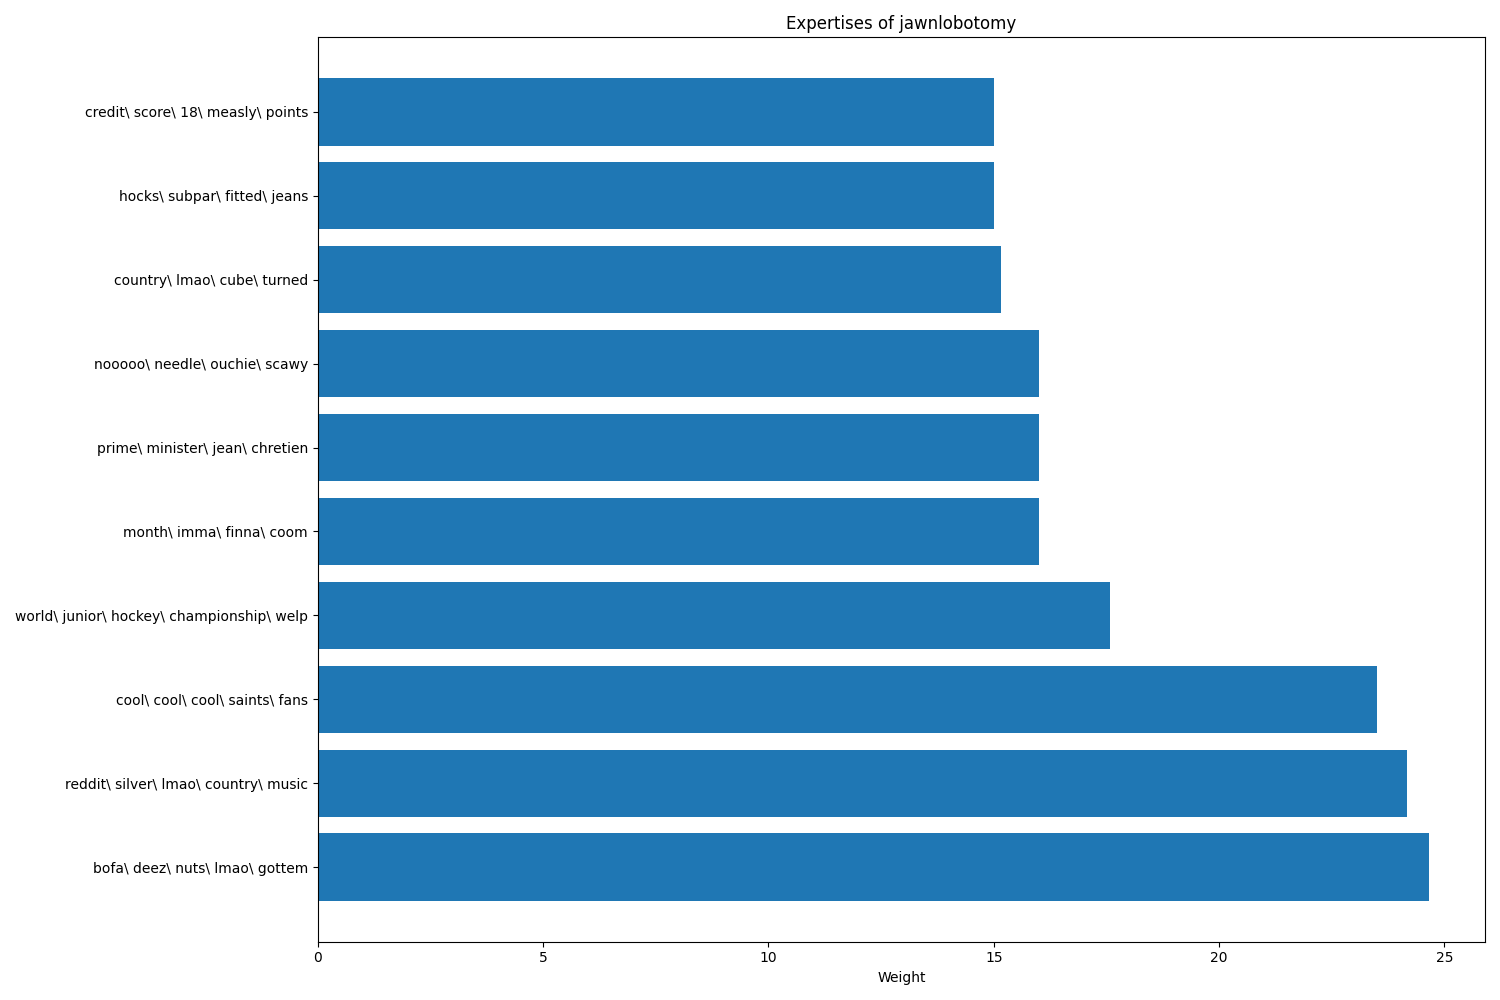 Expertises of jawnlobotomy
credit\ score\ 18\ measly\ points
hocks\ subpar\ fitted\ jeans
country\ lmao\ cube\ turned
nooooo\ needle\ ouchie\ scawy
prime\ minister\ jean\ chretien
month\ imma\ finna\ coom
world\ junior\ hockey\ championship\ welp
cool\ cool\ cool\ saints\ fans
reddit\ silver\ lmao\ country\ music
bofa\ deez\ nuts\ lmao\ gottem
0 5 10 15 20 25
Weight